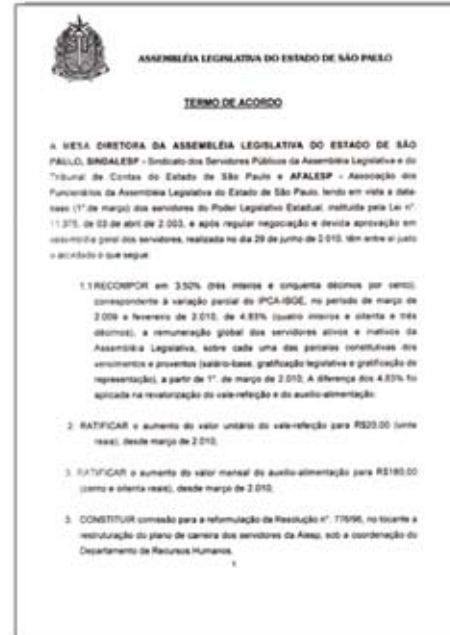 ASSEMBLÉIA LEGISLATIVA DO ESTADO DE SÃO PAULO
TERMO DE ACORDO
A MESA DIRETORA DA ASSEMBLÉIA LEGISLATIVA DO ESTADO DE SÃO
PAULO, SINDALESP - Sindicato dos Servidores Públicos da Assembléia Legislativa e do
Tribunal de Contas do Estado de São Paulo e AFALESP - Associação dos
Funcionários da Assembléia Legislativa do Estado de São Paulo, tendo em vista a data-
base (1º de março) dos servidores do Poder Legislativo Estadual, instituída pela Lei nº.
11.375, de 03 de abril de 2.003, e após regular negociação e devida aprovação em
assembléia geral dos servidores, realizada no dia 29 de junho de 2.010, têm entre si justo
e acordado o que segue:
1.1 RECOMPOR em 3.50% (três inteiros e cinquenta décimos por cento),
correspondente à variação parcial do IPCA-IBGE, no período de março de
2.009 a fevereiro de 2.010, de 4.83% (quatro inteiros e oitenta e três
décimos), a remuneração global dos servidores ativos e inativos da
Assembléia Legislativa, sobre cada uma das parcelas constitutivas dos
vencimentos e proventos (salário-base, gratificação legislativa e gratificação de
representação), a partir de 1º. de março de 2.010; A diferença dos 4.83% foi
aplicada na revalorização do vale-refeição e do auxílio-alimentação.
2. RATIFICAR o aumento do valor unitário do vale-refeição para R$20,00 (vinte
reais), desde março de 2.010;
3. RATIFICAR o aumento do valor mensal do auxílio-alimentação para R$180,00
(cento e oitenta reais), desde março de 2.010;
3. CONSTITUIR comissão para a reformulação da Resolução nº. 776/96, no tocante a
restruturação do plano de carreira dos servidores da Alesp, sob a coordenação do
Departamento de Recursos Humanos.
1